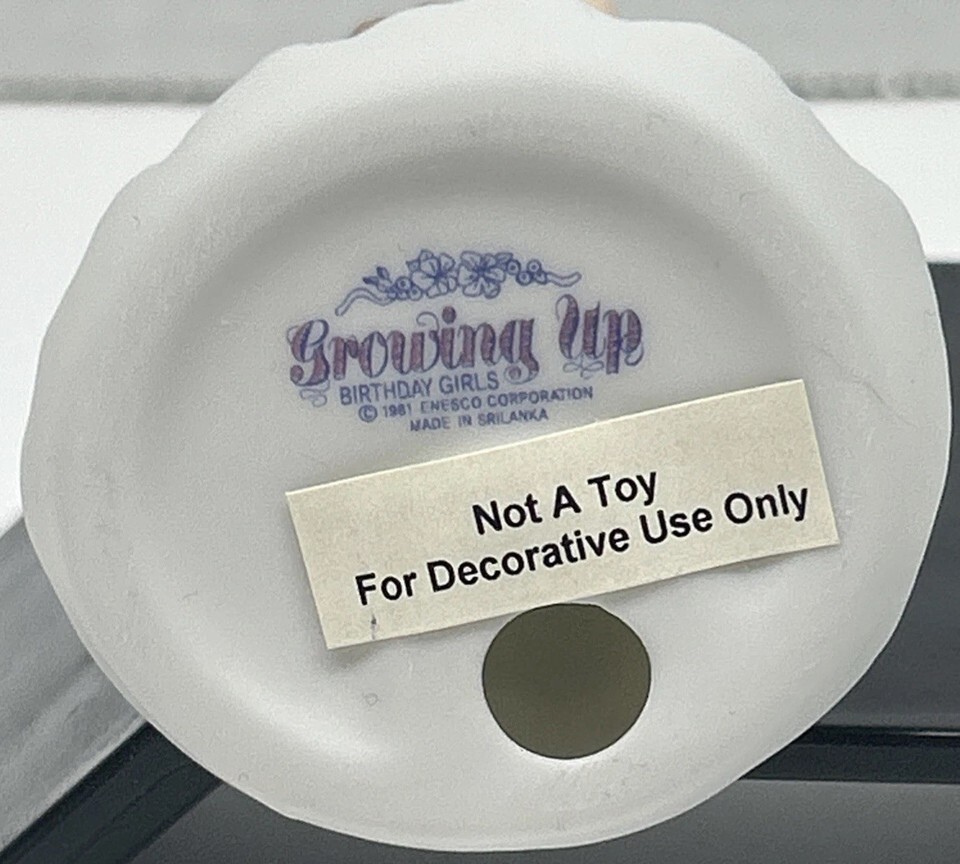 Growing Up
BIRTHDAY GIRLS
© 1981 ENESCO CORPORATION
MADE IN SRILANKA
Not A Toy
For Decorative Use Only